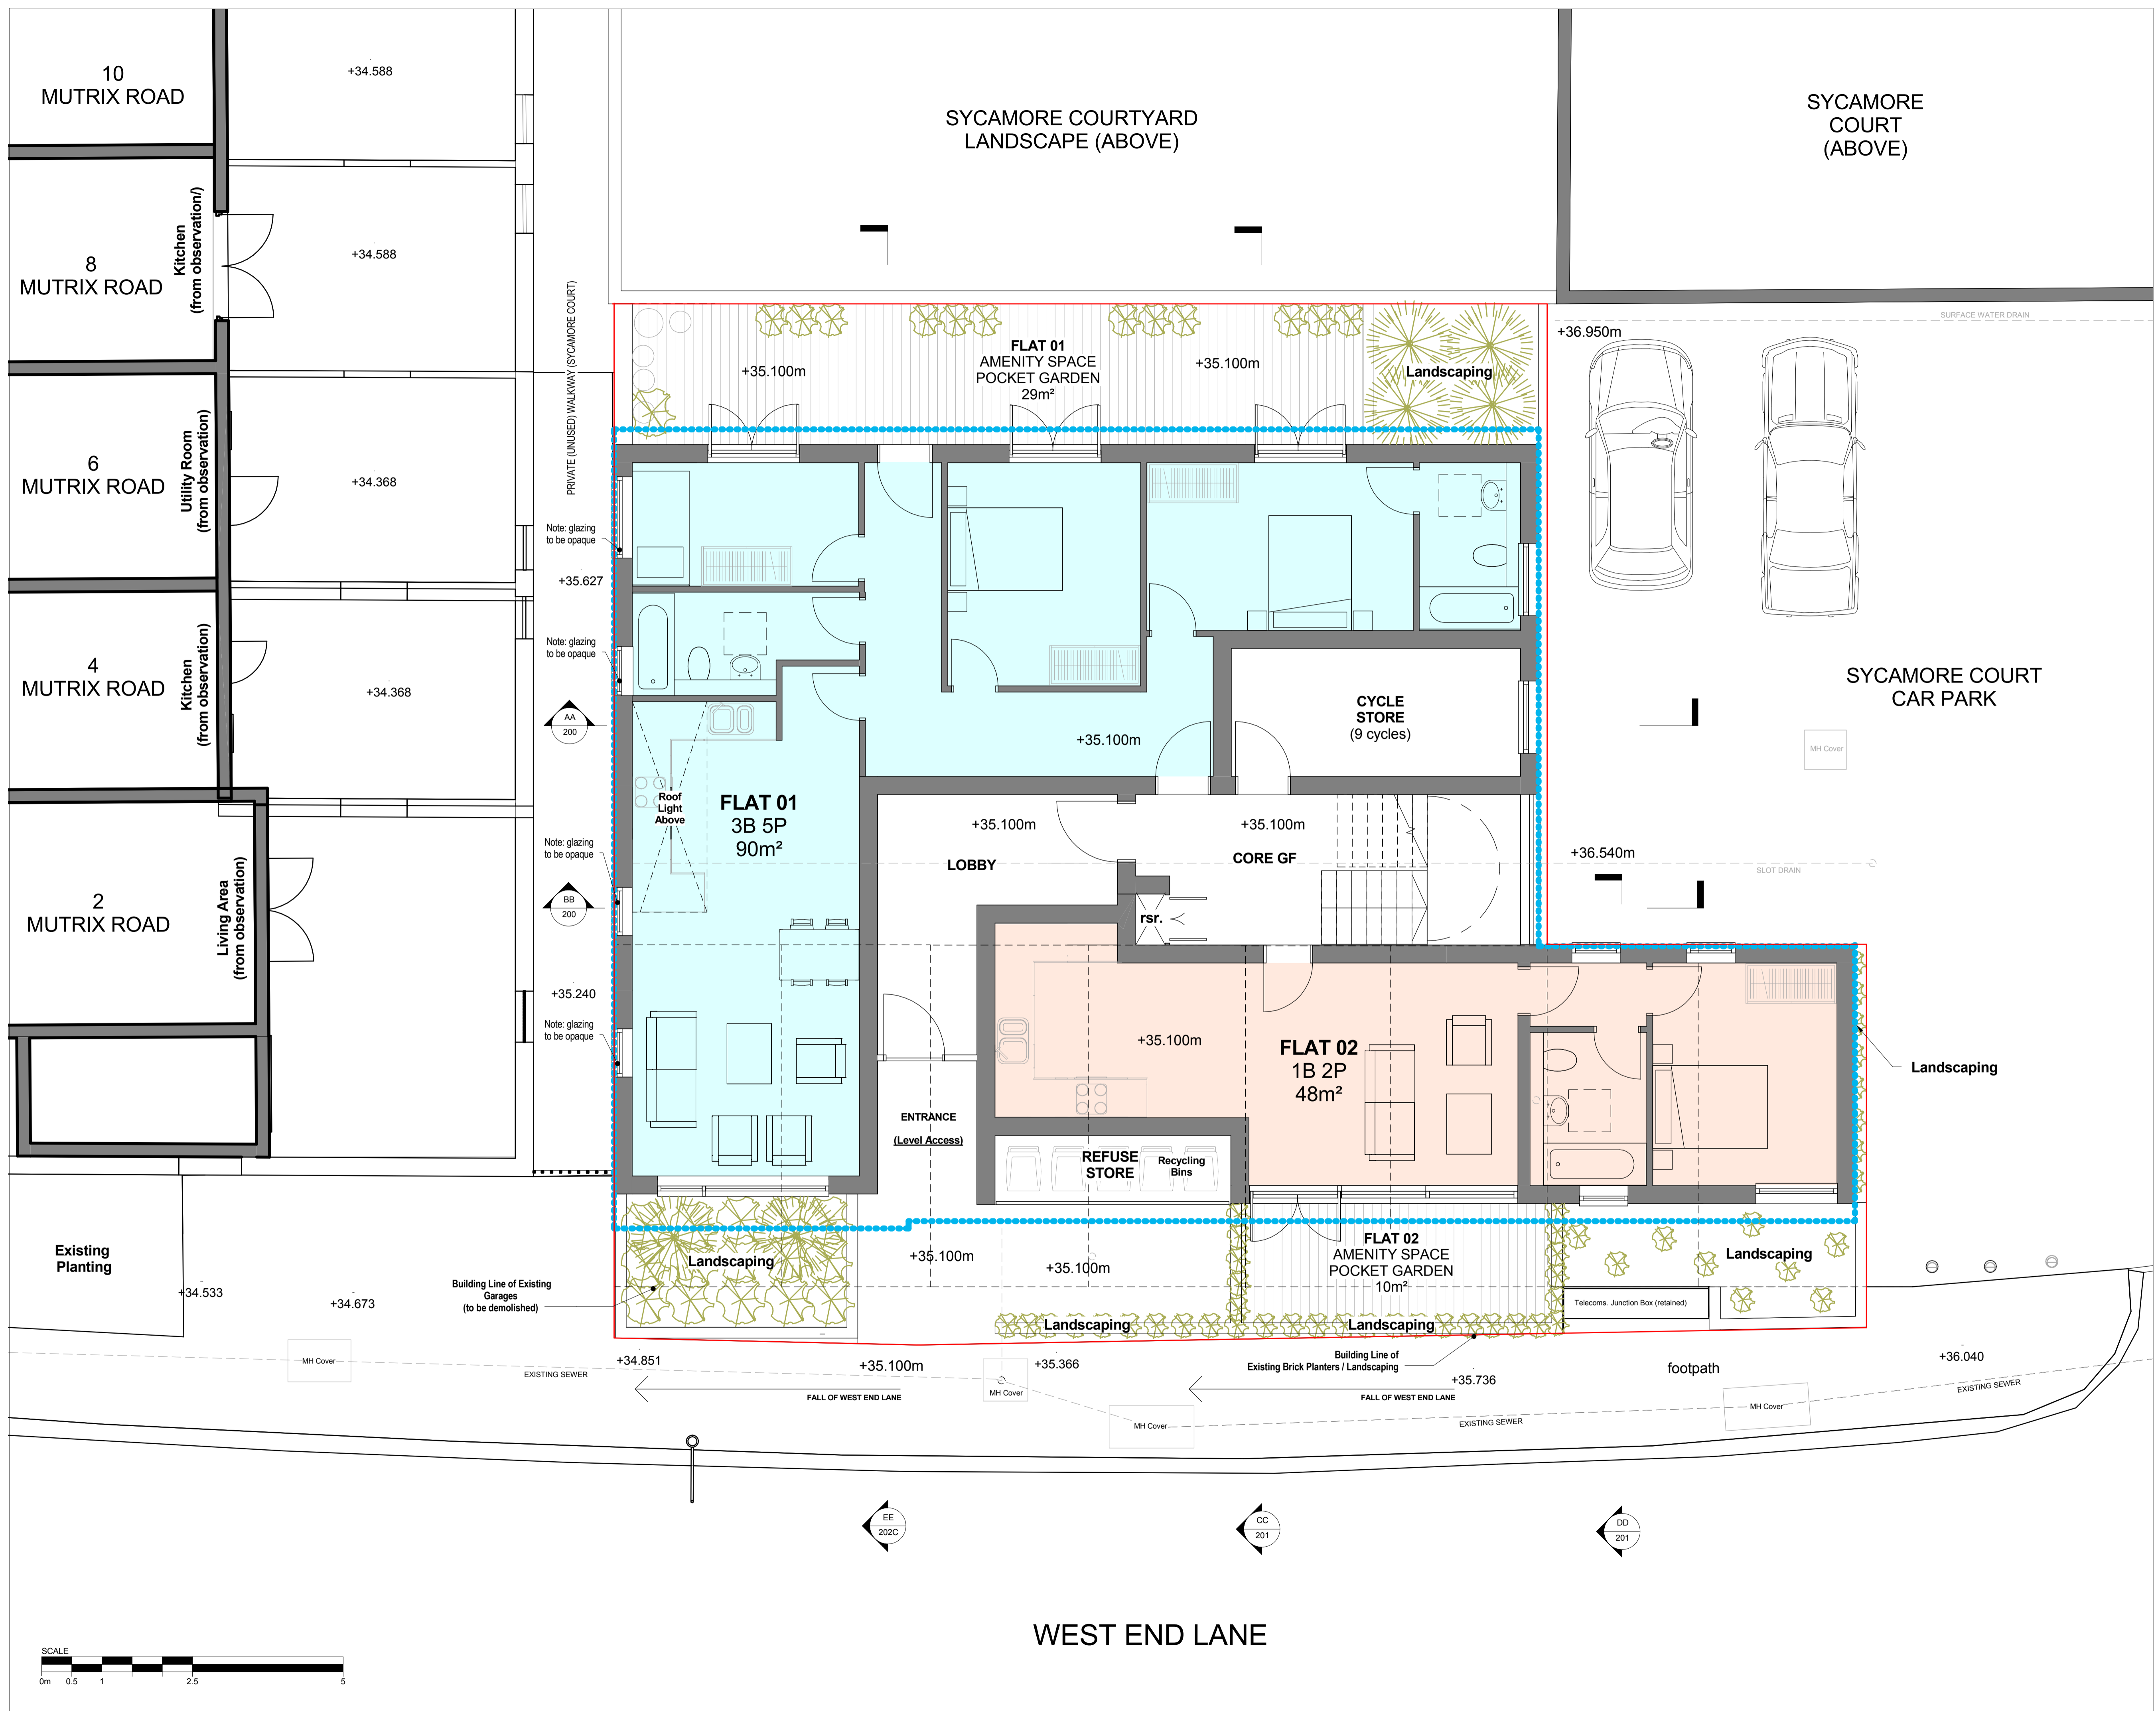 10
MUTRIX ROAD
+34.588
SYCAMORE COURTYARD
LANDSCAPE (ABOVE)
SYCAMORE
COURT
(ABOVE)
8
MUTRIX ROAD
Kitchen
(from observation/)
+34.588
PRIVATE (UNUSED) WALKWAY (SYCAMORE COURT)
SURFACE WATER DRAIN
+36.950m
FLAT 01
AMENITY SPACE
POCKET GARDEN
29m²
+35.100m
+35.100m
Landscaping
6
MUTRIX ROAD
Utility Room
(from observation)
+34.368
Note: glazing
to be opaque
+35.627
4
MUTRIX ROAD
Kitchen
(from observation)
+34.368
Note: glazing
to be opaque
AA
200
CYCLE
STORE
(9 cycles)
+35.100m
SYCAMORE COURT
CAR PARK
MH Cover
Roof
Light
Above
FLAT 01
3B 5P
90m²
+35.100m
LOBBY
+35.100m
CORE GF
+36.540m
SLOT DRAIN
Note: glazing
to be opaque
BB
200
2
MUTRIX ROAD
Living Area
(from observation)
rsr.
+35.240
Note: glazing
to be opaque
+35.100m
FLAT 02
1B 2P
48m²
Landscaping
ENTRANCE
(Level Access)
REFUSE
STORE
Recycling
Bins
Existing
Planting
+34.533
+34.673
Building Line of Existing
Garages
(to be demolished)
Landscaping
+35.100m
+35.100m
FLAT 02
AMENITY SPACE
POCKET GARDEN
10m²
Landscaping
Telecoms. Junction Box (retained)
Landscaping
Landscaping
MH Cover
EXISTING SEWER
+34.851
+35.100m
FALL OF WEST END LANE
+35.366
MH Cover
Building Line of
Existing Brick Planters / Landscaping
+35.736
FALL OF WEST END LANE
footpath
+36.040
EXISTING SEWER
MH Cover
EXISTING SEWER
MH Cover
EE
202C
CC
201
DD
201
WEST END LANE
SCALE
0m 0.5 1 2.5 5